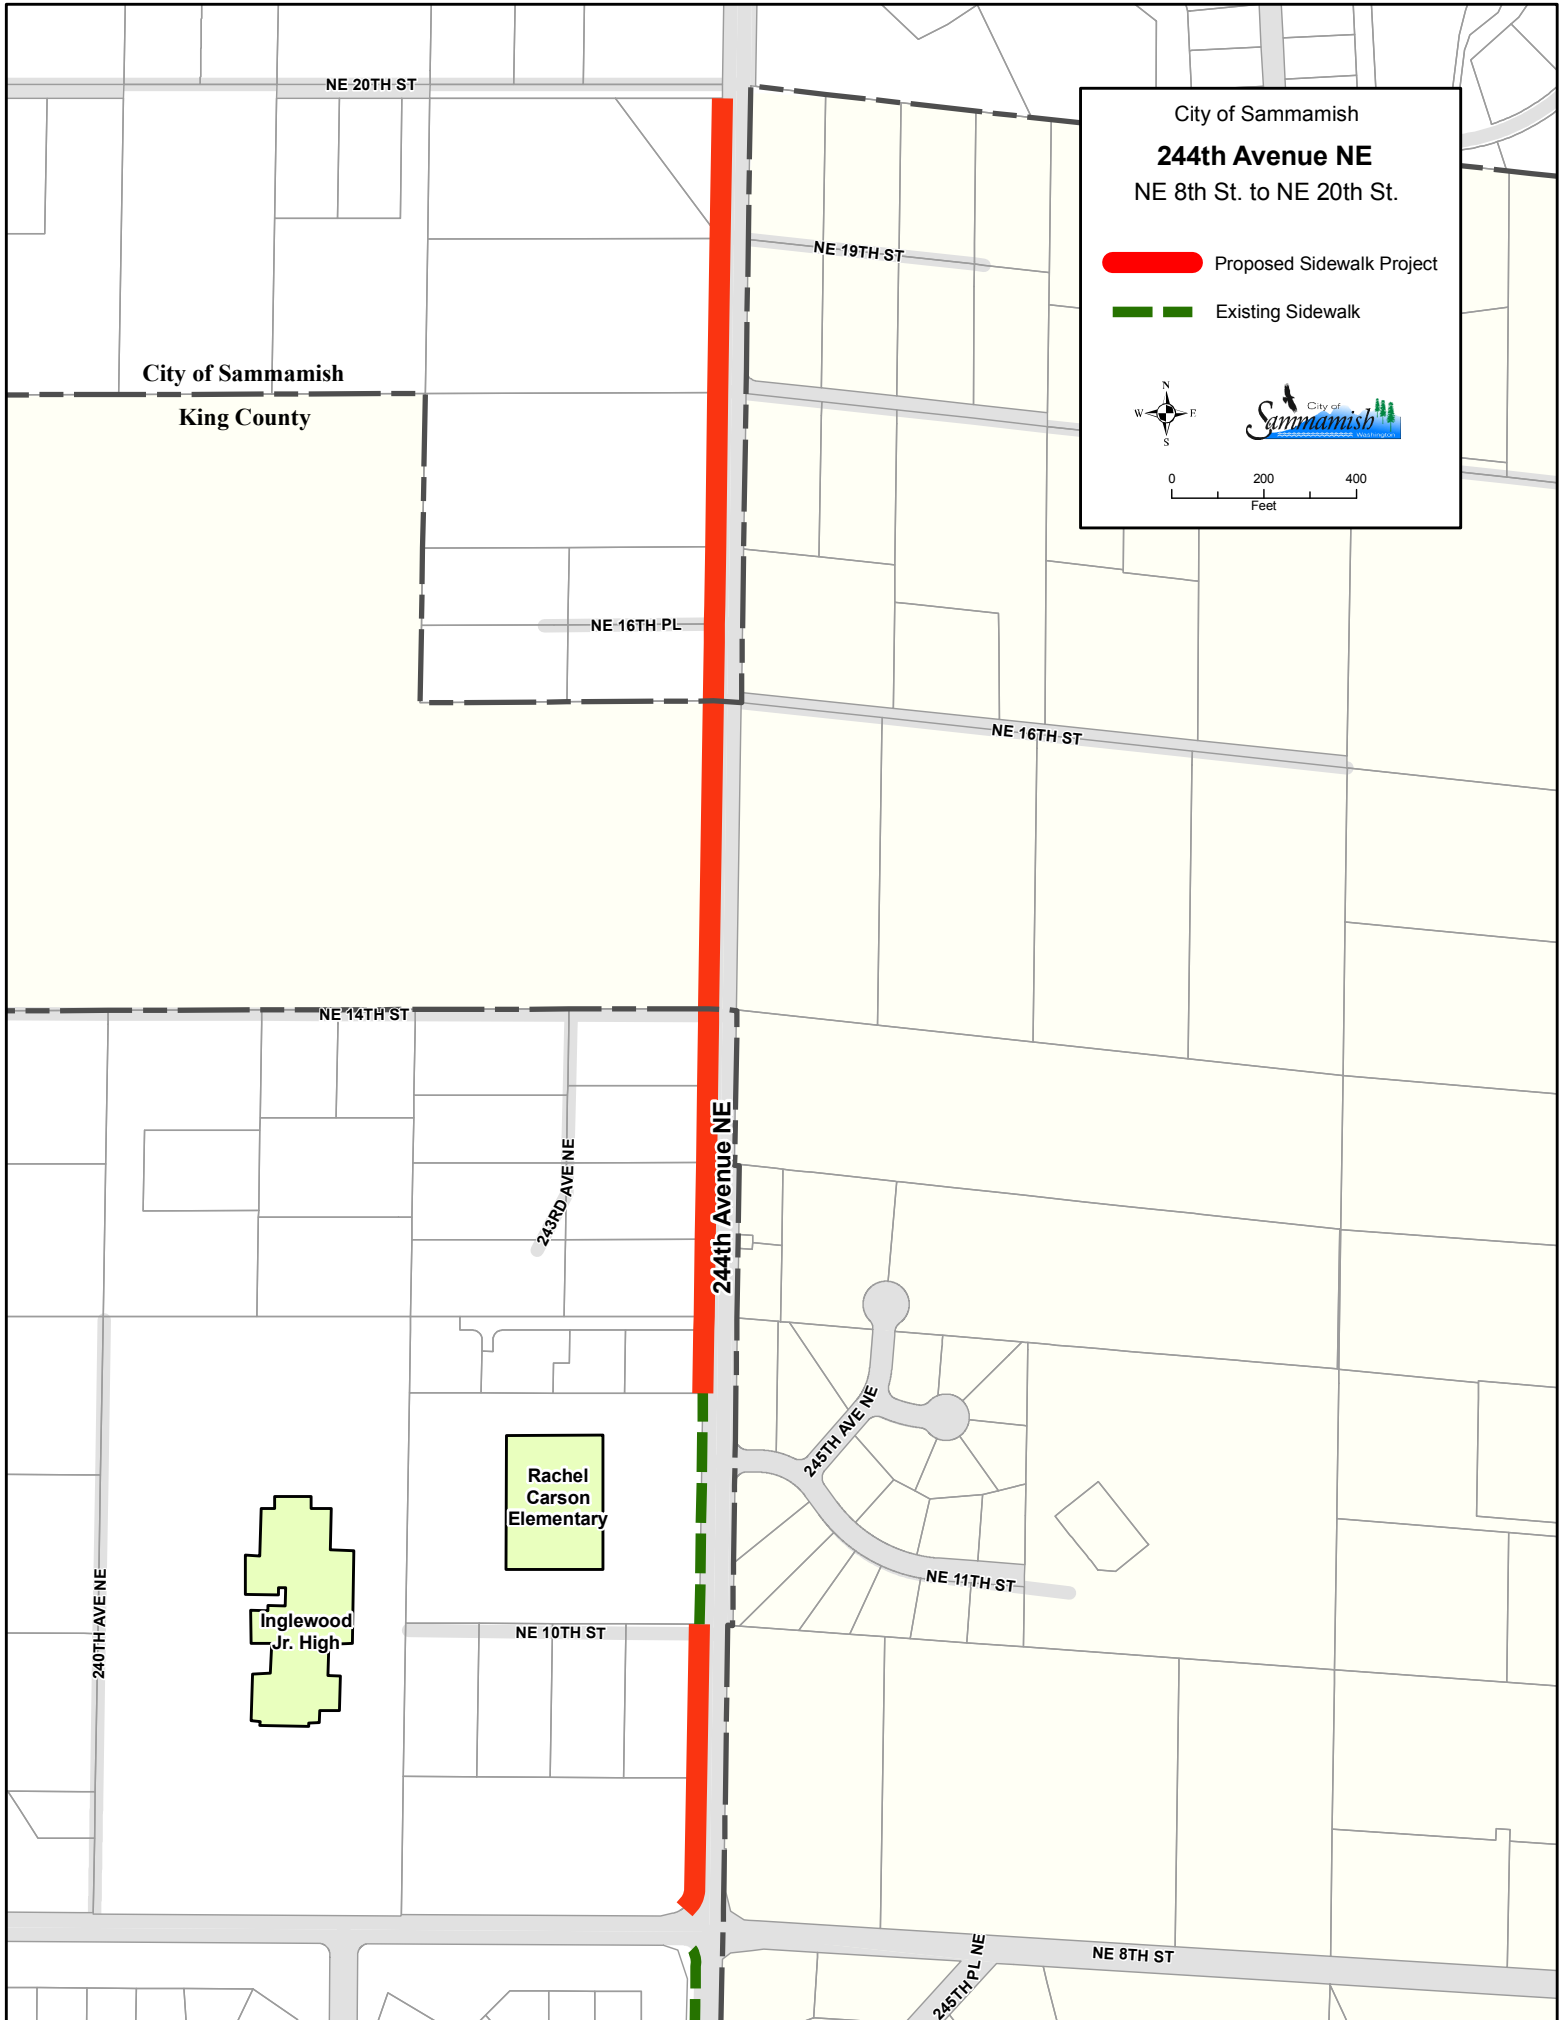 NE 20TH ST
City of Sammamish
244th Avenue NE
NE 8th St. to NE 20th St.
Proposed Sidewalk Project
Existing Sidewalk
N
W
E
S
City of
Sammamish
Washington
0 200 400
Feet
NE 19TH ST
City of Sammamish
King County
NE 16TH PL
NE 16TH ST
NE 14TH ST
243RD AVE NE
244th Avenue NE
245TH AVE NE
Rachel
Carson
Elementary
NE 11TH ST
240TH AVE NE
Inglewood
Jr. High
NE 10TH ST
NE 8TH ST
245TH PL NE